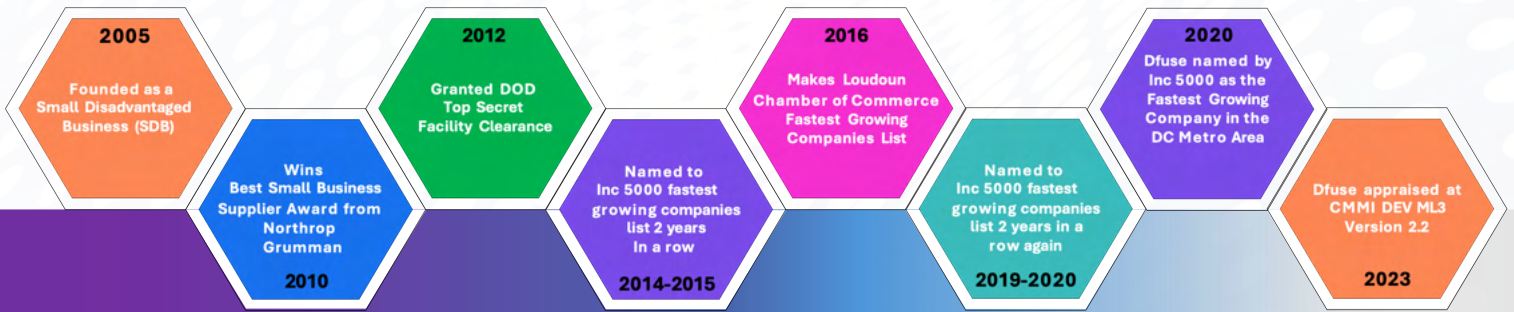 2005
Founded as a
Small Disadvantaged
Business (SDB)
Wins
Best Small Business
Supplier Award from
Northrop
Grumman
2010
2012
Granted DOD
Top Secret
Facility Clearance
Named to
Inc 5000 fastest
growing companies
list 2 years
In a row
2014-2015
2016
Makes Loudoun
Chamber of Commerce
Fastest Growing
Companies List
Named to
Inc 5000 fastest
growing companies
list 2 years in a
row again
2019-2020
2020
Dfuse named by
Inc 5000 as the
Fastest Growing
Company in the
DC Metro Area
Dfuse appraised at
CMMI DEV ML3
Version 2.2
2023